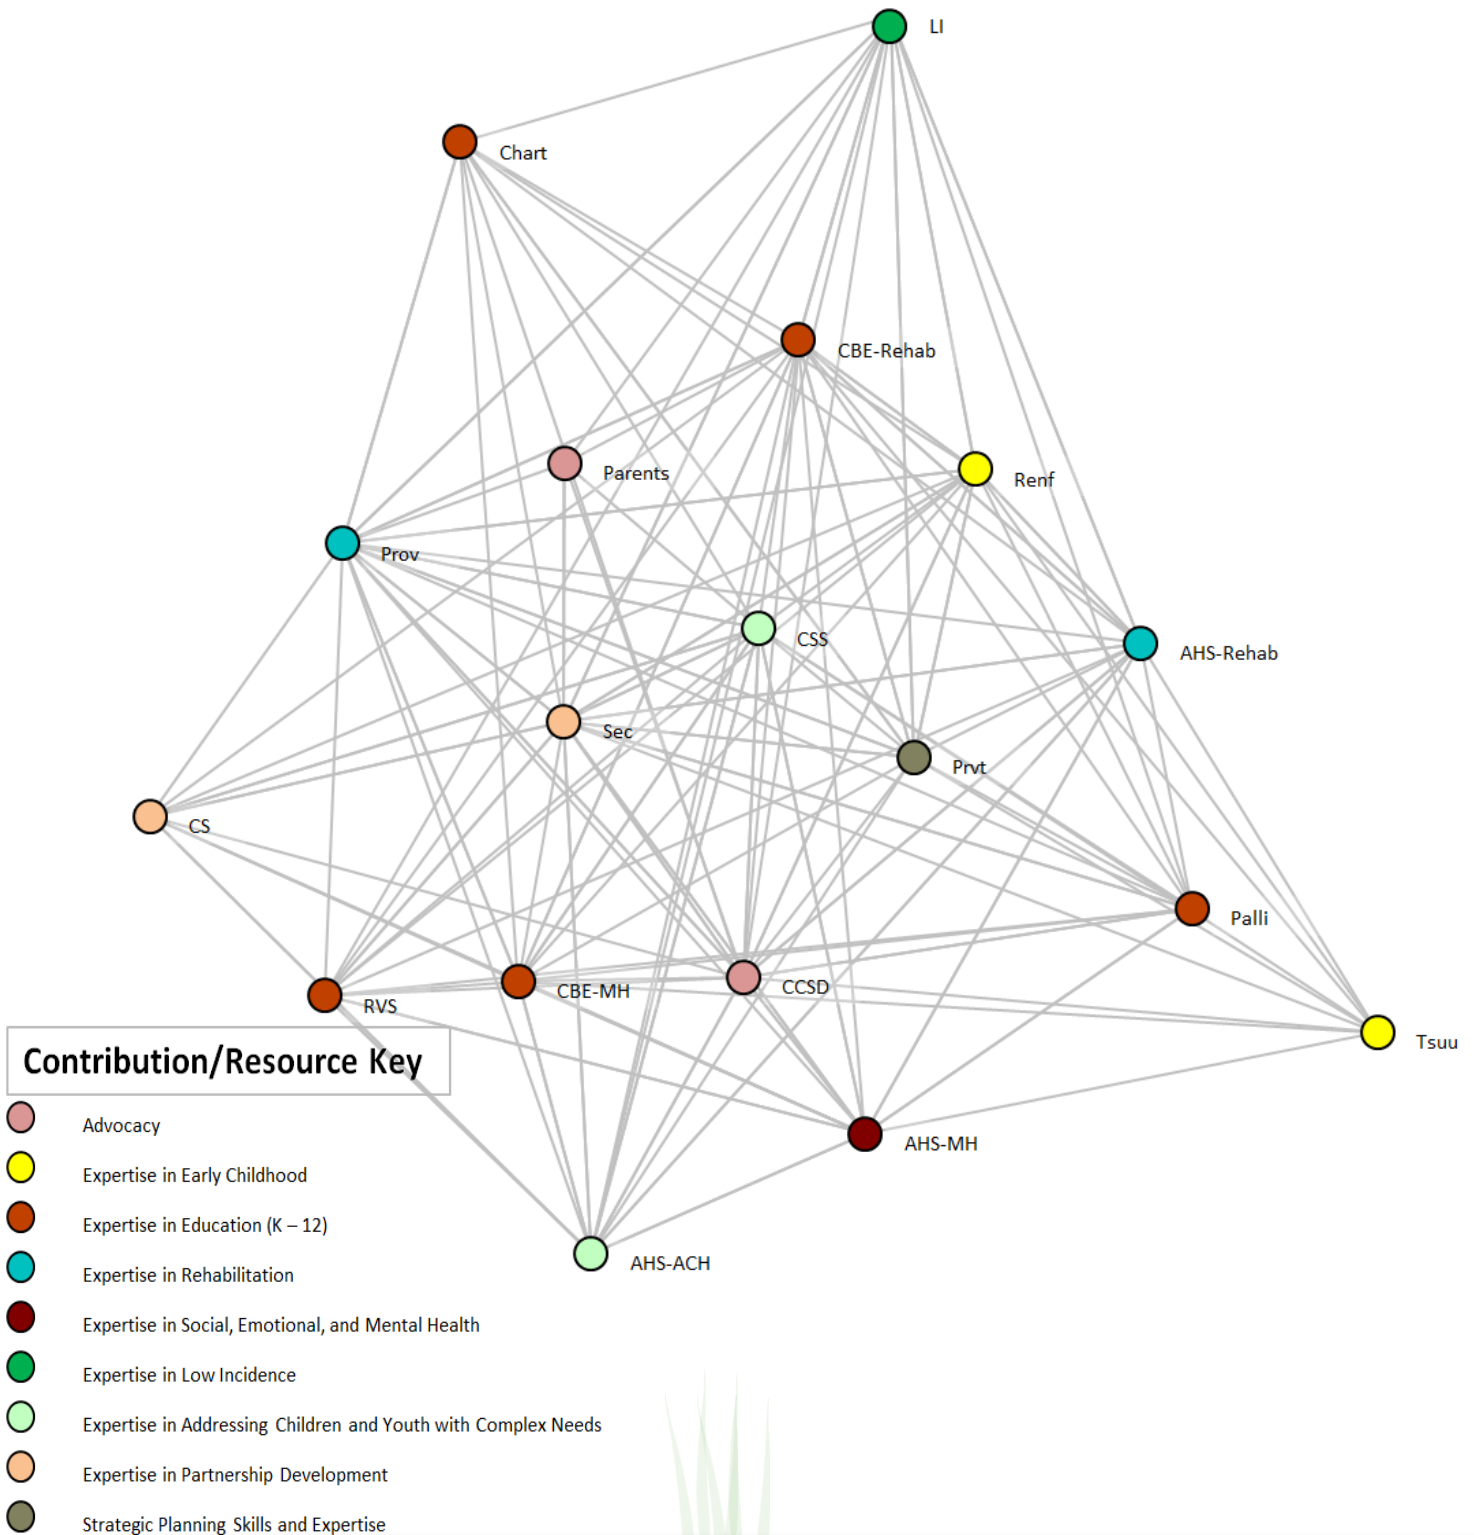 LI
Chart
CBE-Rehab
Parents
Renf
Prov
CSS
AHS-Rehab
Sec
Prvt
CS
Palli
CBE-MH
CCSD
RVS
Tsuu
Contribution/Resource Key
Advocacy
AHS-MH
Expertise in Early Childhood
Expertise in Education (K – 12)
AHS-ACH
Expertise in Rehabilitation
Expertise in Social, Emotional, and Mental Health
Expertise in Low Incidence
Expertise in Addressing Children and Youth with Complex Needs
Expertise in Partnership Development
Strategic Planning Skills and Expertise